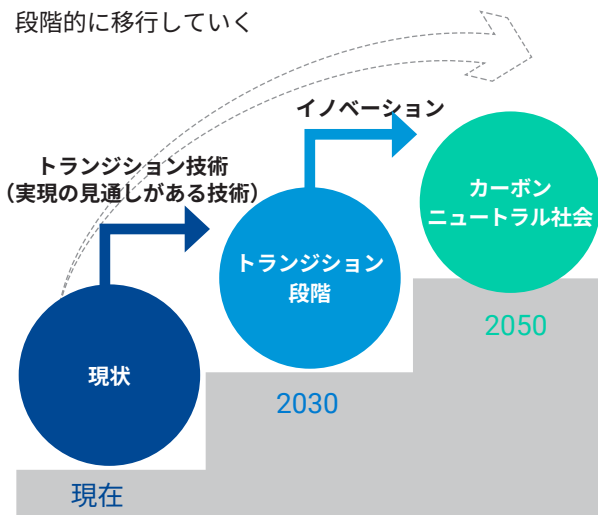 段階的に移行していく
イノベーション
トランジション技術
（実現の見通しがある技術）
カーボン
ニュートラル社会
トランジション
段階
2050
現状
2030
現在